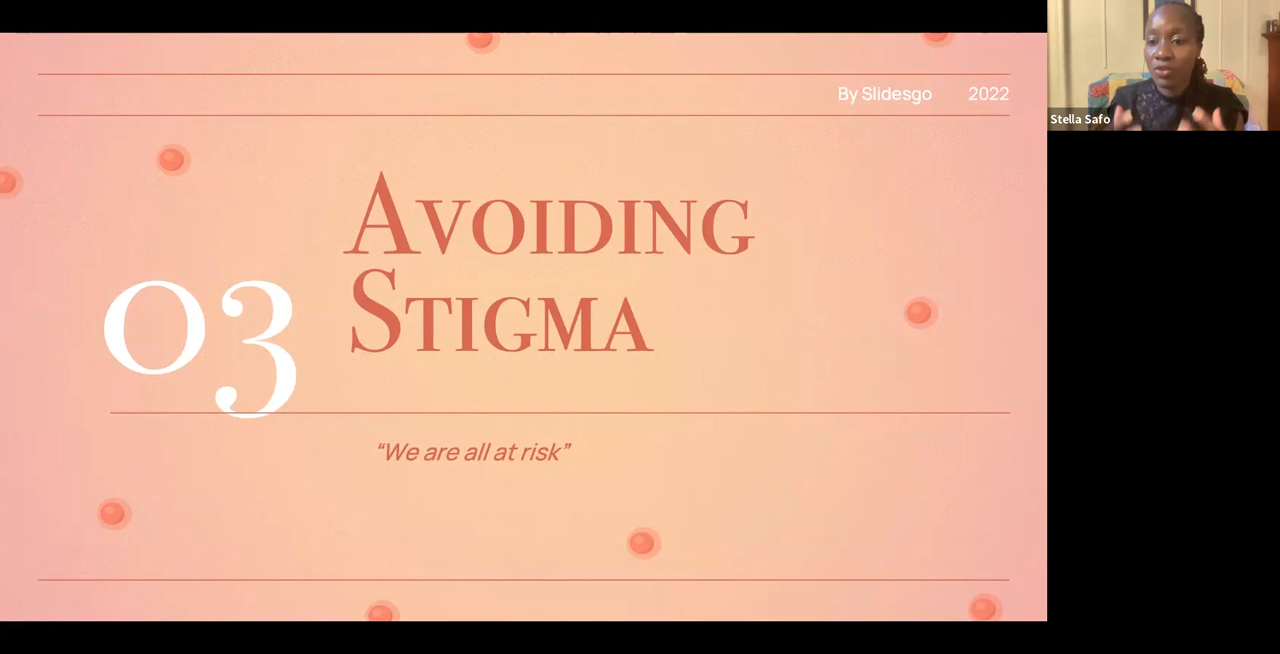 By Slidesgo 2022
Avoiding
Stigma
03
“We are all at risk”
Stella Safo